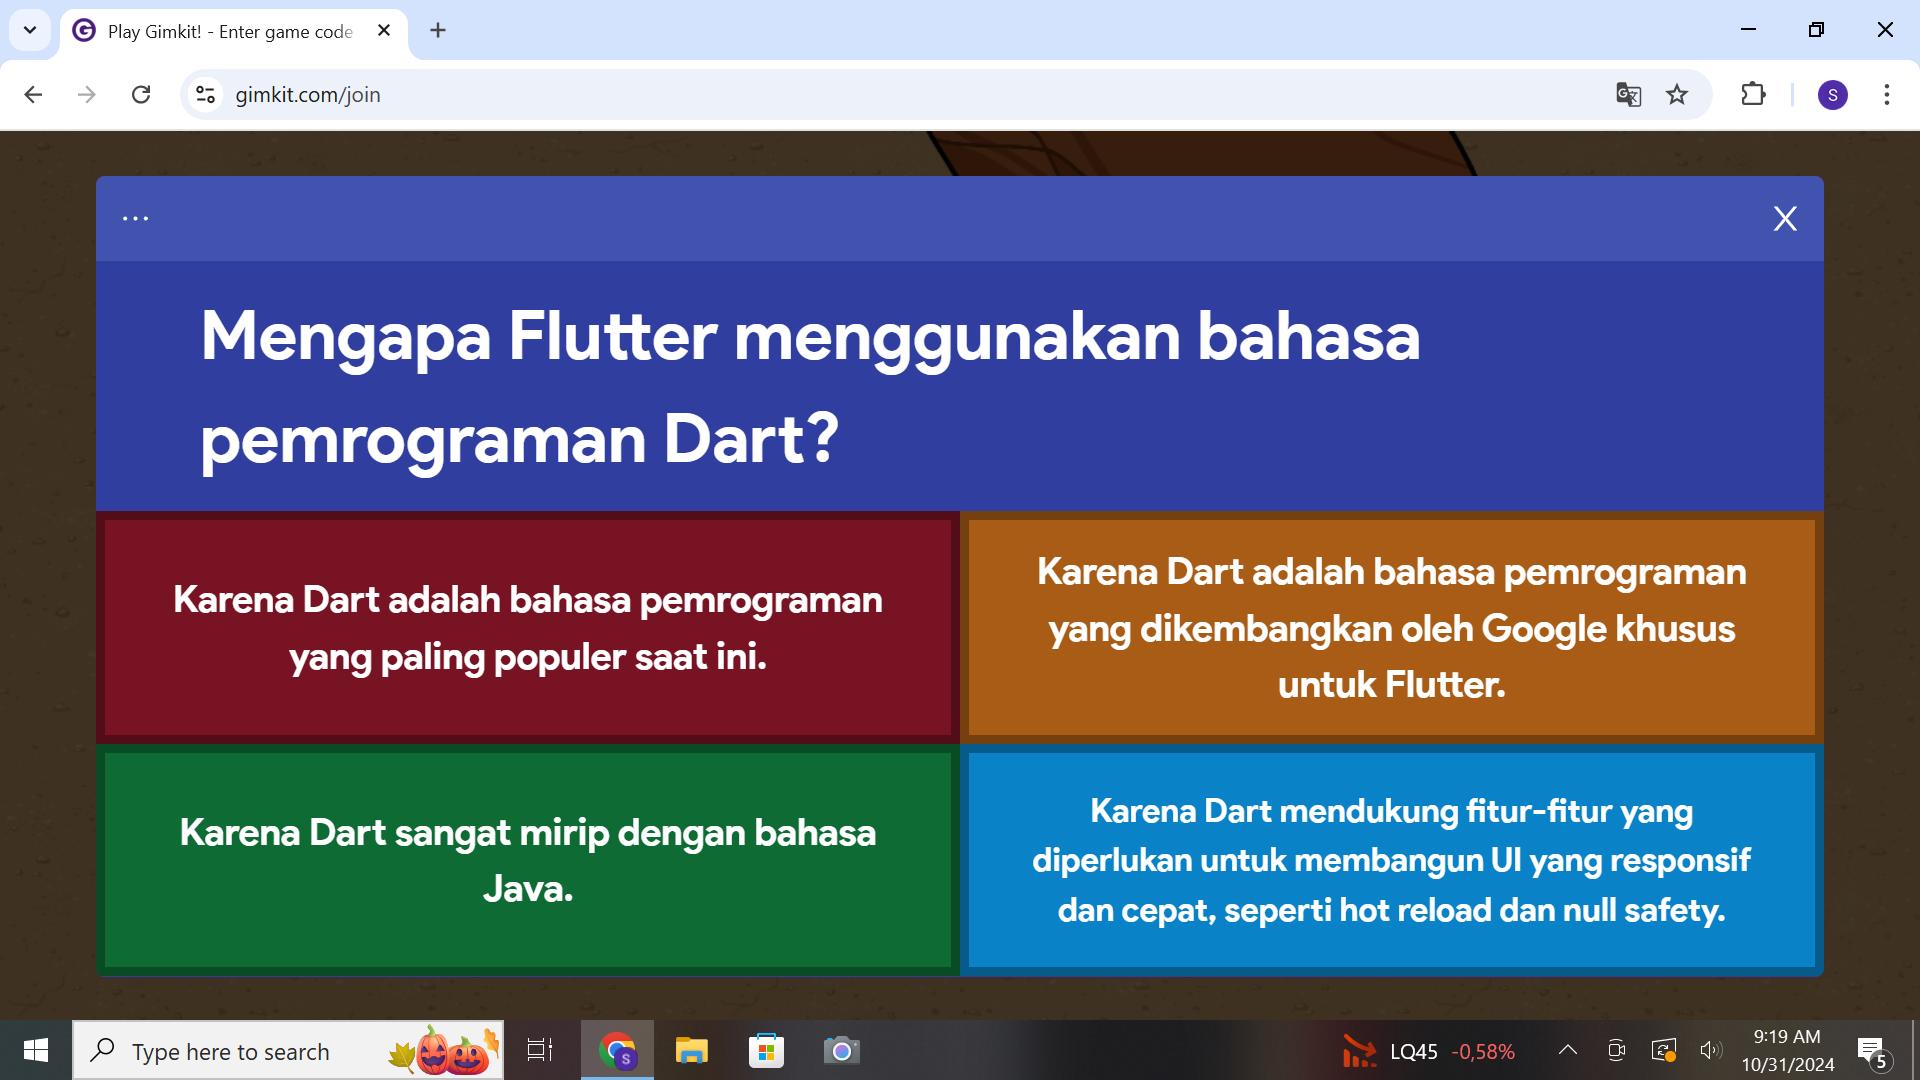 Play Gimkit! - Enter game code
gimkit.com/join
S
...
X
Mengapa Flutter menggunakan bahasa
pemrograman Dart?
Karena Dart adalah bahasa pemrograman
yang paling populer saat ini.
Karena Dart adalah bahasa pemrograman
yang dikembangkan oleh Google khusus
untuk Flutter.
Karena Dart sangat mirip dengan bahasa
Java.
Karena Dart mendukung fitur-fitur yang
diperlukan untuk membangun UI yang responsif
dan cepat, seperti hot reload dan null safety.
Type here to search
S
LQ45 -0,58%
9:19 AM
10/31/2024
5